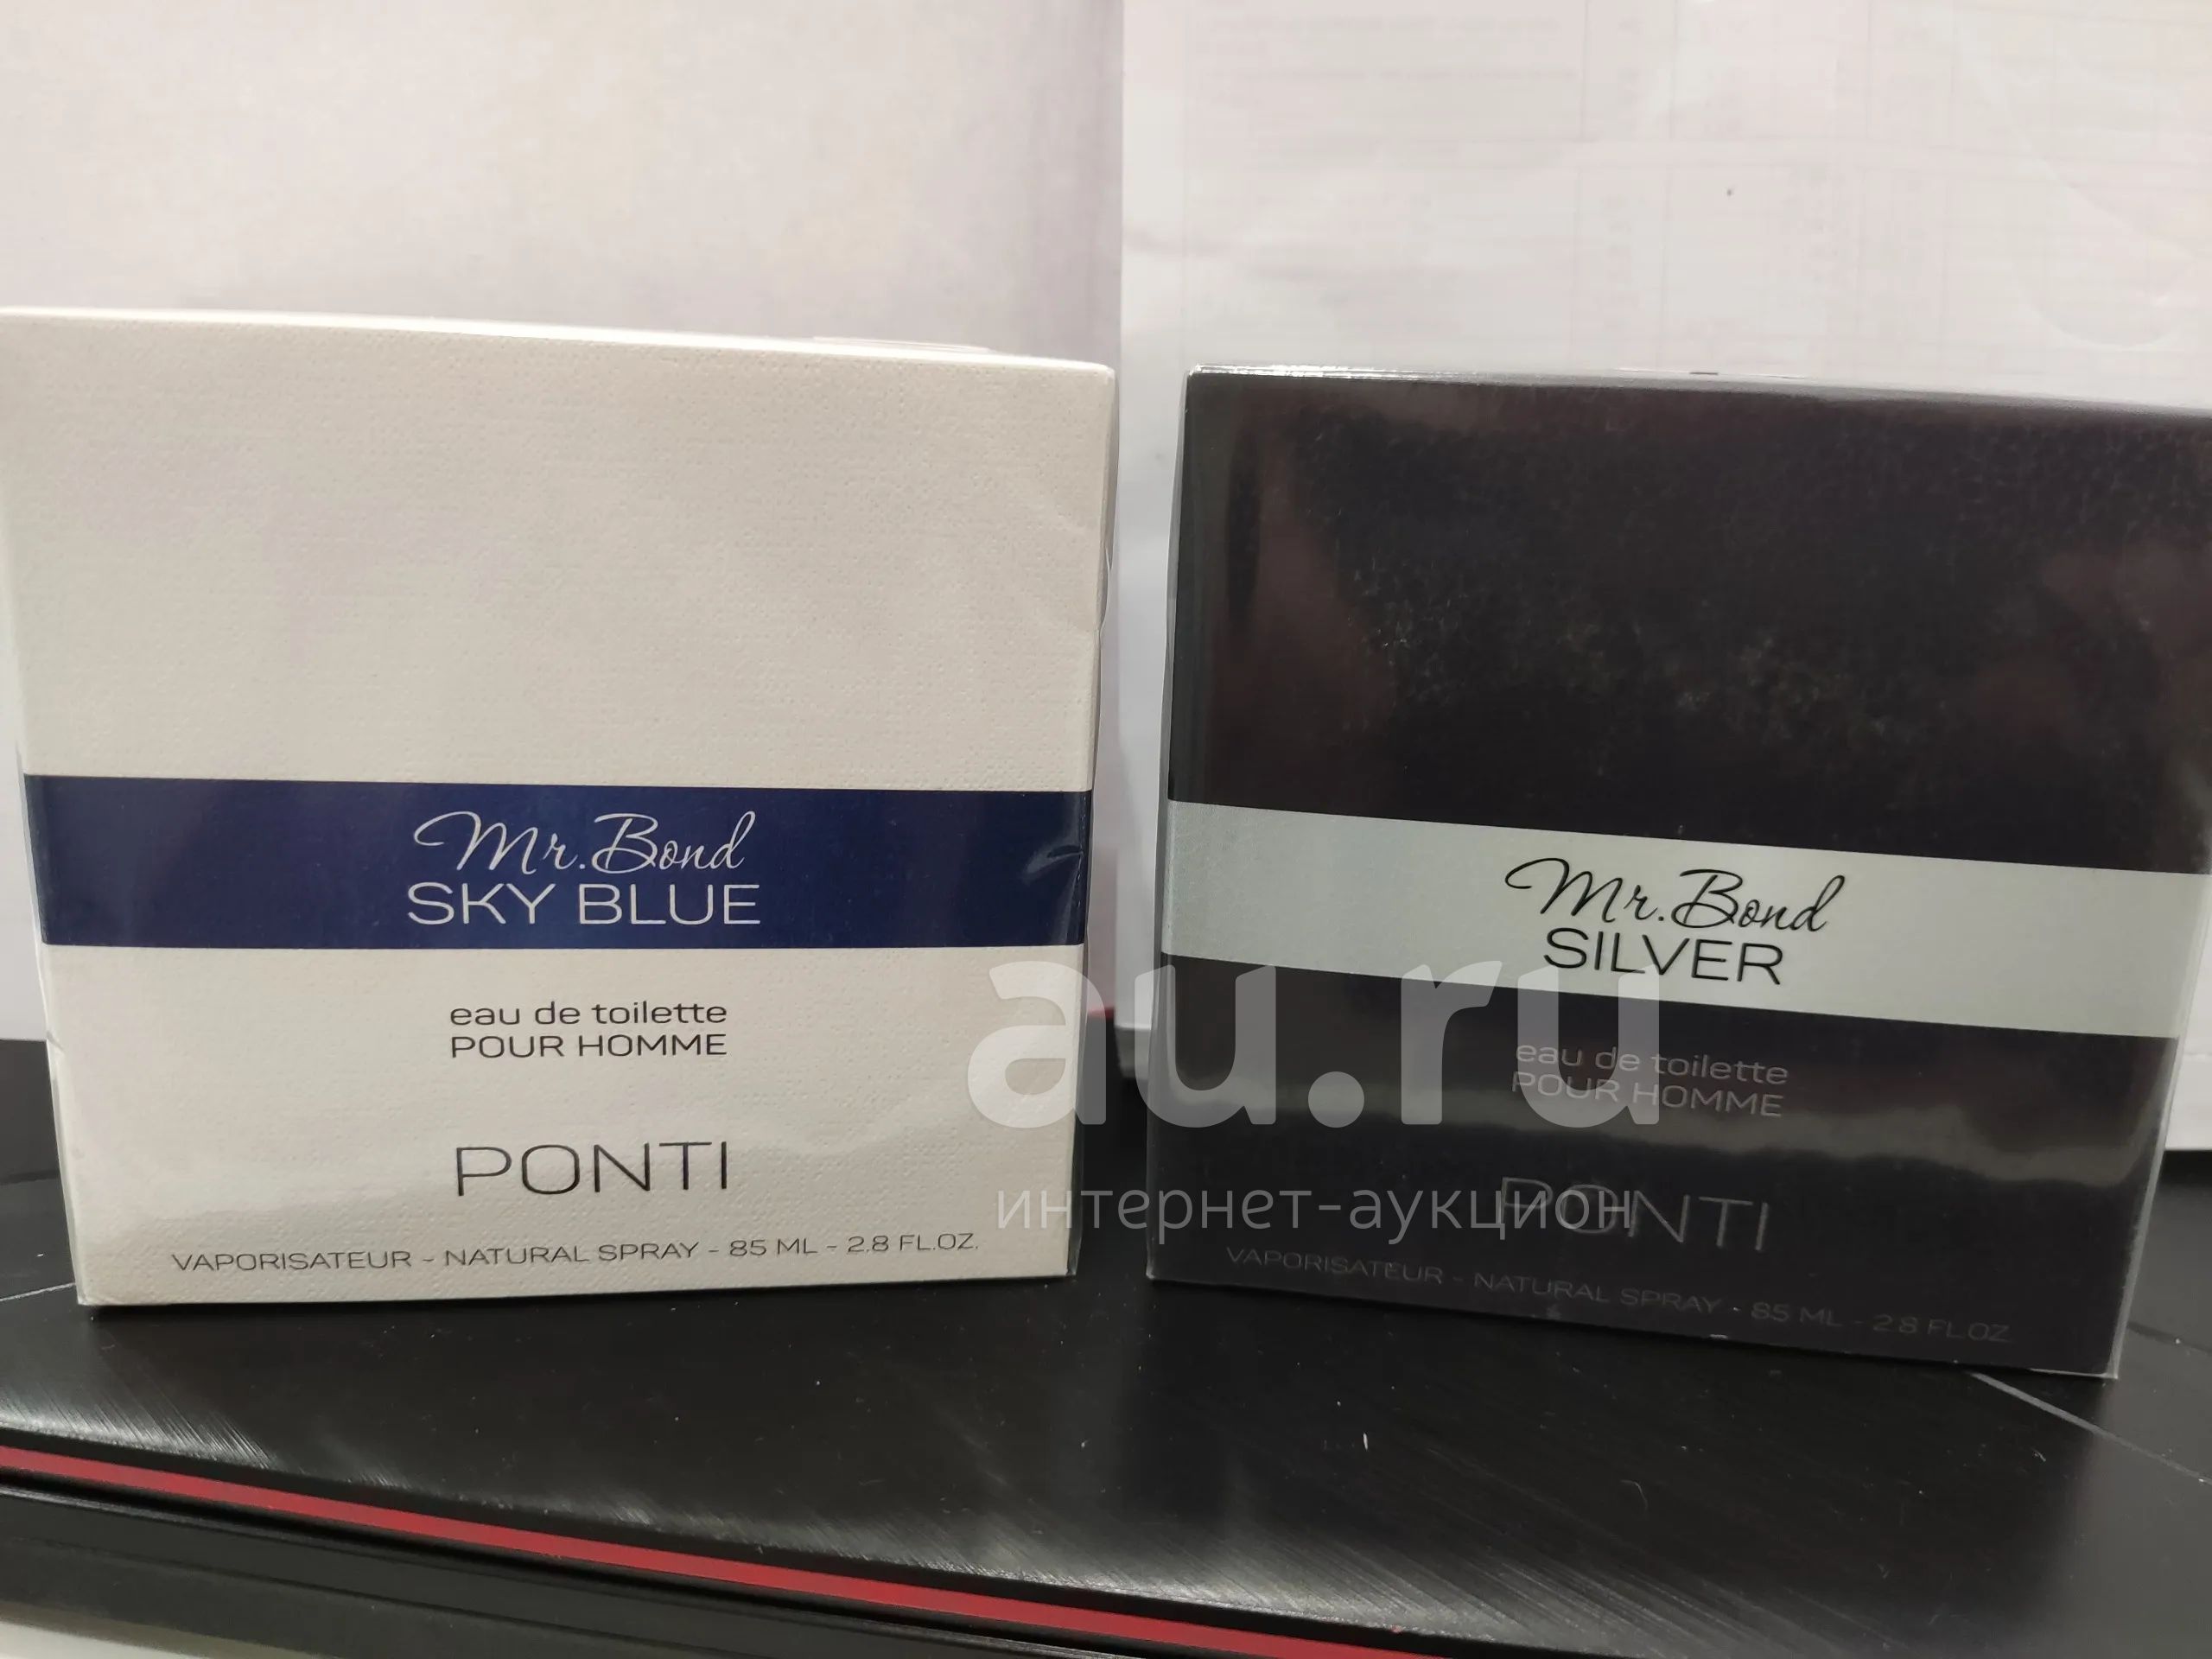 Mr. Bond
SKY BLUE
eau de toilette
POUR HOMME
PONTI
VAPORISATEUR - NATURAL SPRAY - 85 ML - 2.8 FL.OZ.
Mr. Bond
SILVER
eau de toilette
POUR HOMME
PONTI
VAPORISATEUR - NATURAL SPRAY - 85 ML - 2.8 FL.OZ
au.ru
интернет-аукцион